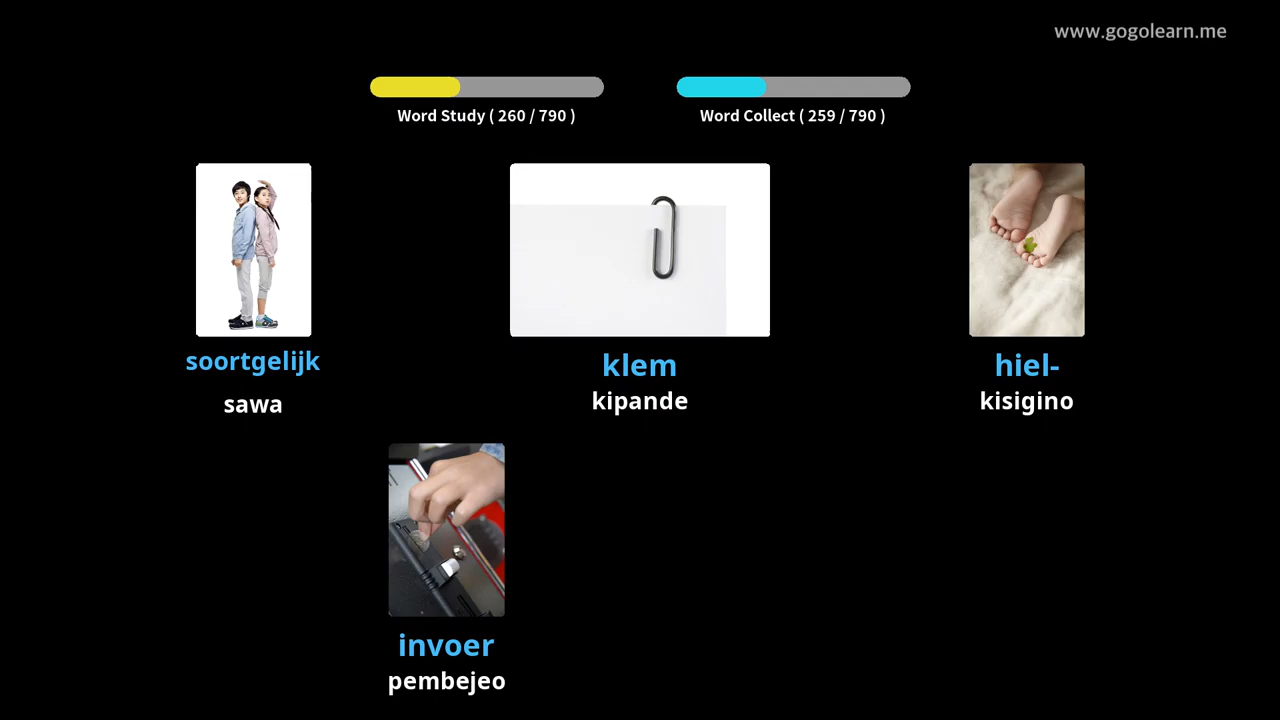 www.gogolearn.me
Word Study ( 260 / 790 )
Word Collect ( 259 / 790 )
soortgelijk
sawa
klem
kipande
hiel-
kisigino
invoer
pembejeo